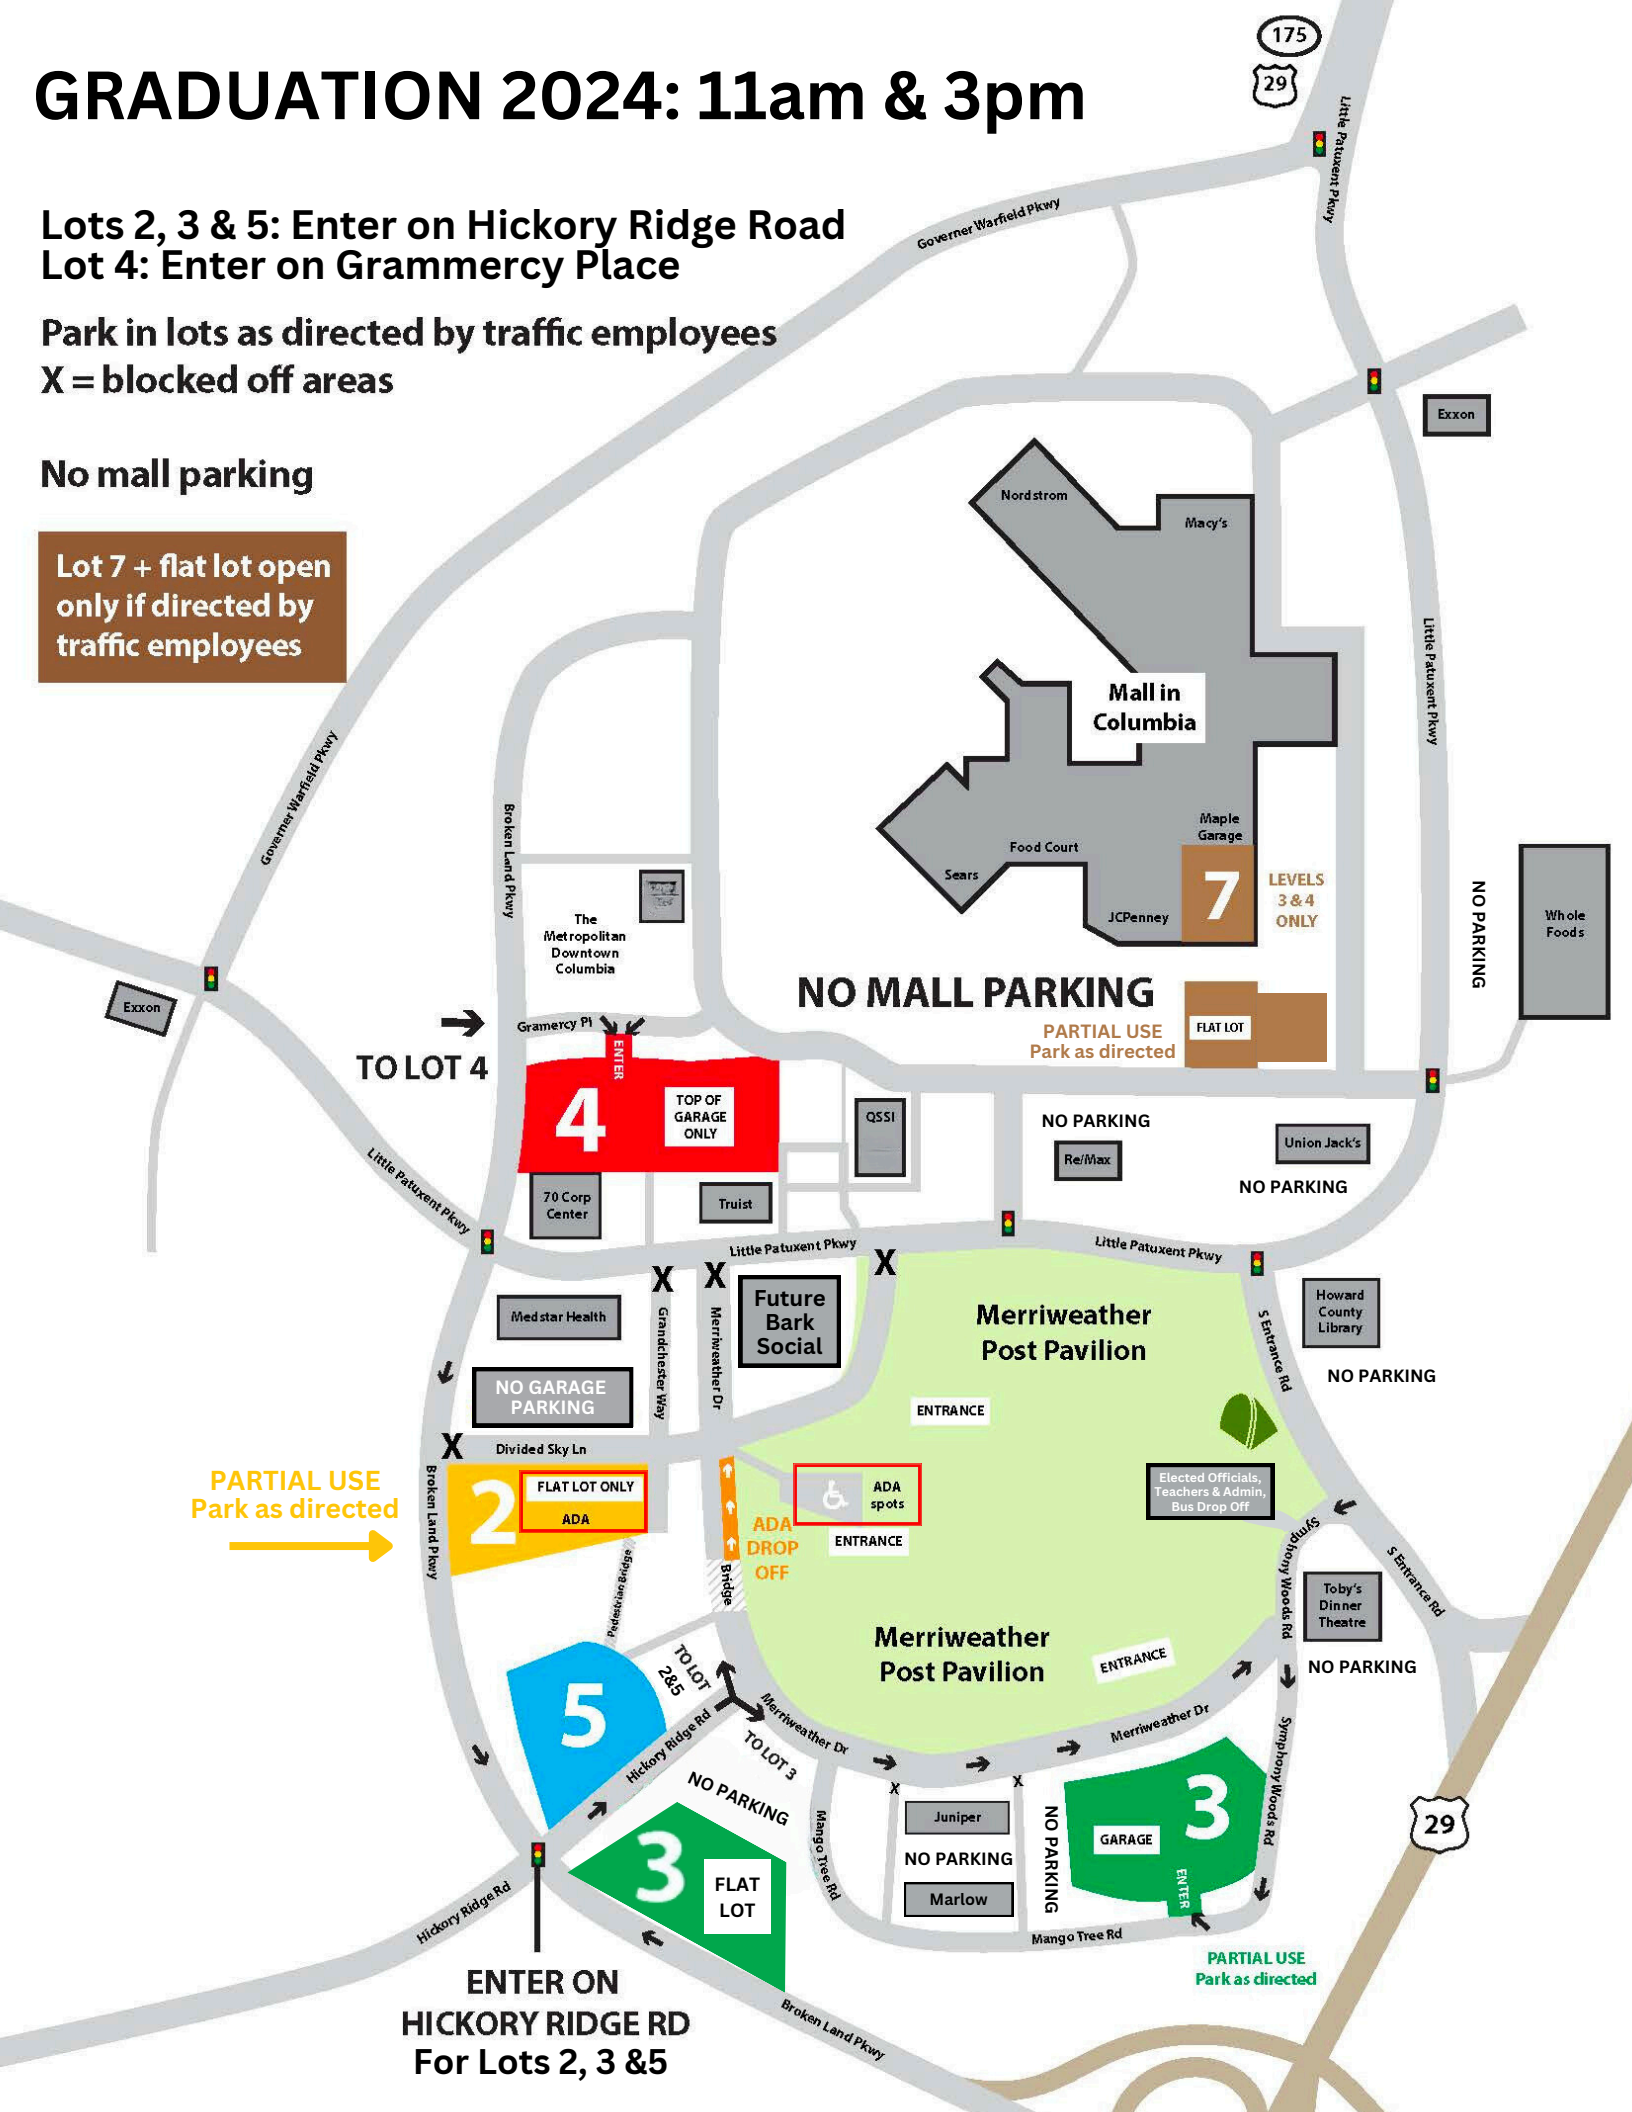 175
29
GRADUATION 2024: 11am & 3pm
Little Patuxent Pkwy
Lots 2, 3 & 5: Enter on Hickory Ridge Road
Lot 4: Enter on Grammercy Place
Governer Warfield Pkwy
Park in lots as directed by traffic employees
X = blocked off areas
Exxon
No mall parking
Nordstrom
Macy's
Lot 7 + flat lot open
only if directed by
traffic employees
Mall in
Columbia
Little Patuxent Pkwy
Governer Warfield Pkwy
Broken Land Pkwy
Maple
Garage
Food Court
Sears
JCPenney
7
LEVELS
3 & 4
ONLY
NO PARKING
Whole
Foods
The
Metropolitan
Downtown
Columbia
Exxon
NO MALL PARKING
PARTIAL USE
Park as directed
FLAT LOT
Gramercy Pl
TO LOT 4
ENTER
4
TOP OF
GARAGE
ONLY
QSSI
NO PARKING
Re/Max
Union Jack's
NO PARKING
Little Patuxent Pkwy
70 Corp
Center
Truist
Little Patuxent Pkwy
Little Patuxent Pkwy
X
X
X
Medstar Health
Grandchester Way
Merriweather Dr
Future
Bark
Social
Merriweather
Post Pavilion
S Entrance Rd
Howard
County
Library
NO PARKING
NO GARAGE
PARKING
ENTRANCE
X
Divided Sky Ln
PARTIAL USE
Park as directed
Broken Land Pkwy
2
FLAT LOT ONLY
ADA
ADA
spots
ADA
DROP
OFF
ENTRANCE
Elected Officials,
Teachers & Admin,
Bus Drop Off
Symphony Woods Rd
S Entrance Rd
Bridge
Pedestrian Bridge
Toby's
Dinner
Theatre
NO PARKING
Merriweather
Post Pavilion
ENTRANCE
5
TO LOT
2&5
Hickory Ridge Rd
Merriweather Dr
TO LOT 3
Merriweather Dr
Symphony Woods Rd
NO PARKING
X
X
Mango Tree Rd
Juniper
NO PARKING
Marlow
NO PARKING
3
GARAGE
ENTER
29
3
FLAT
LOT
Hickory Ridge Rd
Mango Tree Rd
PARTIAL USE
Park as directed
ENTER ON
HICKORY RIDGE RD
For Lots 2, 3 &5
Broken Land Pkwy